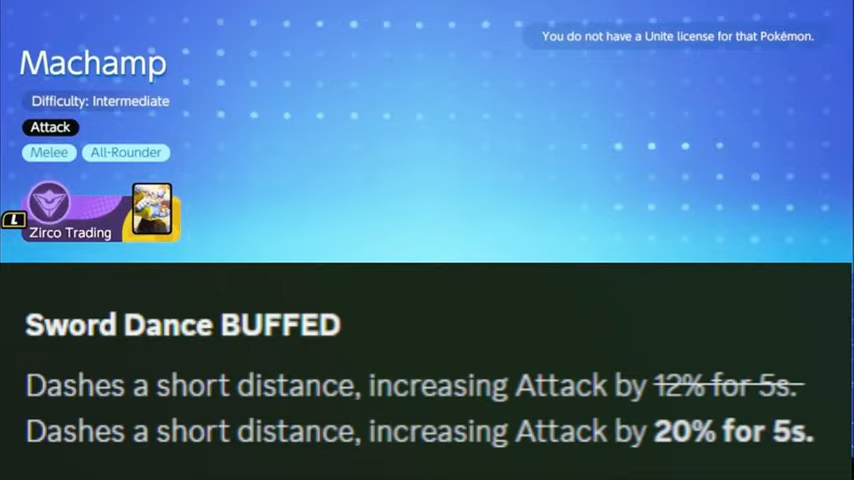 You do not have a Unite license for that Pokémon.
Machamp
Difficulty: Intermediate
Attack
Melee All-Rounder
L
Zirco Trading
Sword Dance BUFFED
Dashes a short distance, increasing Attack by 12% for 5s.
Dashes a short distance, increasing Attack by 20% for 5s.